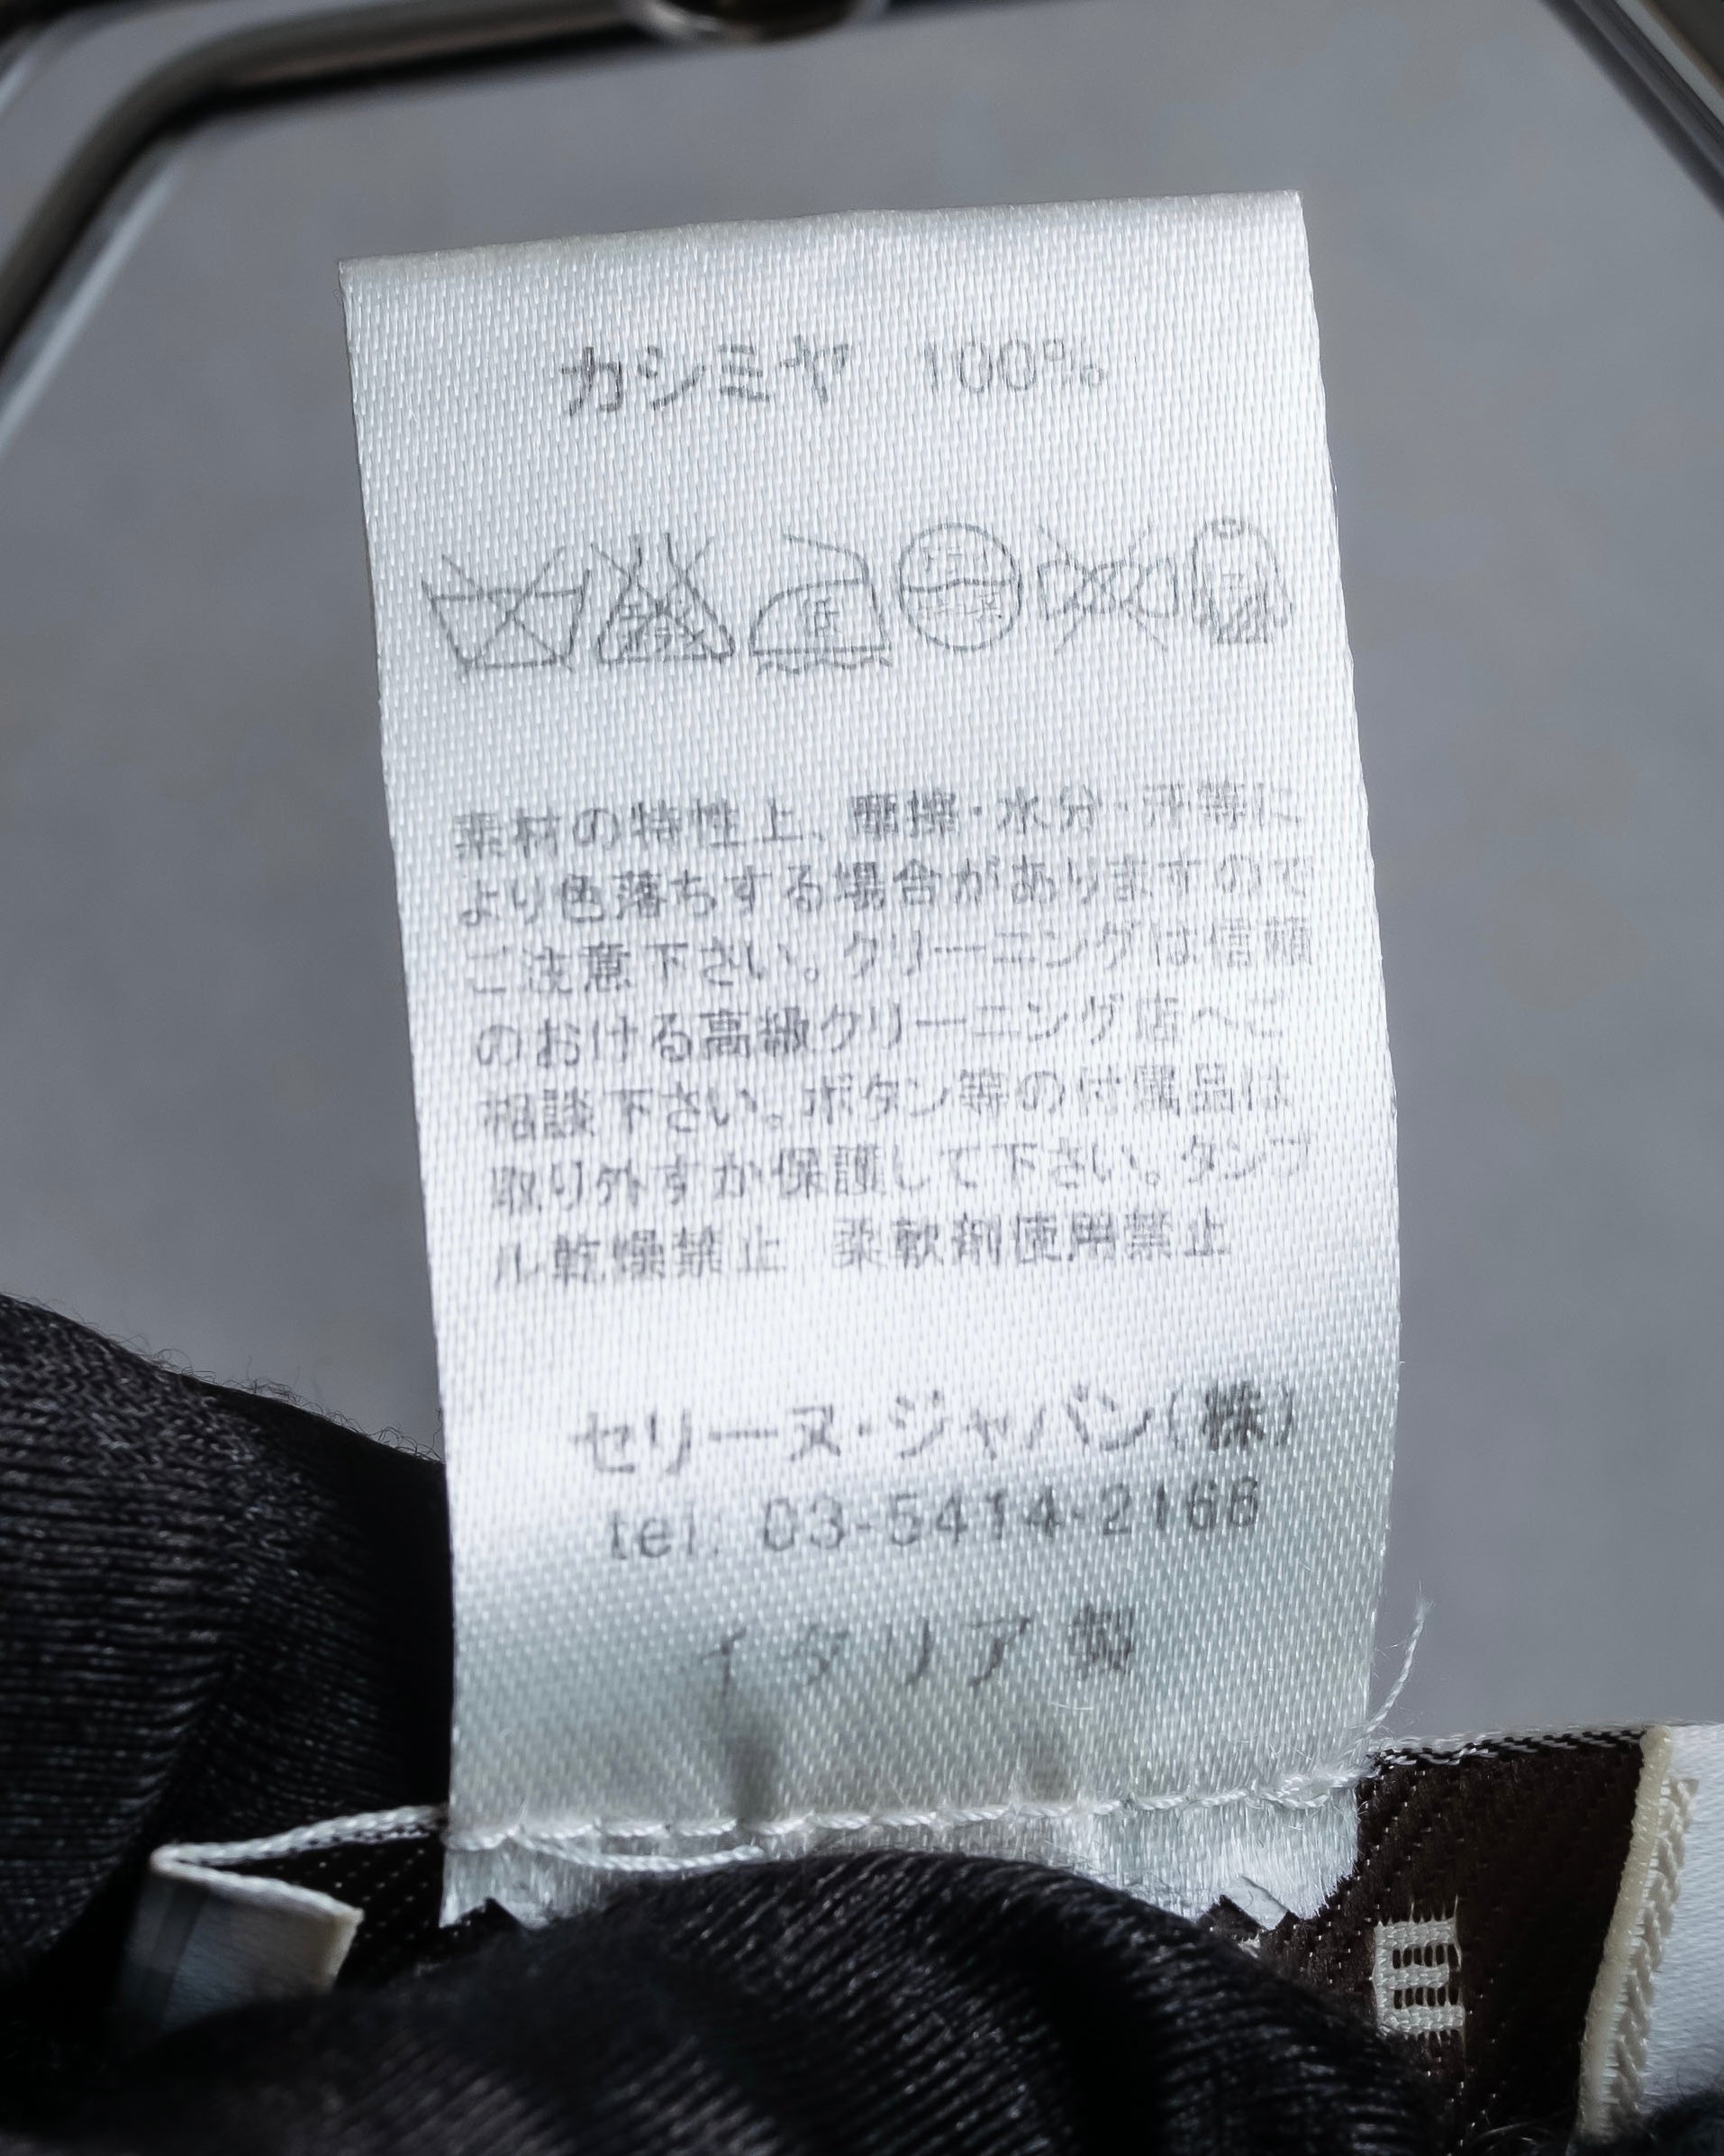 カシミヤ 100%
低
素材の特性上、摩擦・水分・汗等に
より色落ちする場合がありますので
ご注意下さい。クリーニングは信頼
のおける高級クリーニング店へご
相談下さい。ボタン等の付属品は
取り外すか保護して下さい。タンブ
ル乾燥禁止 柔軟剤使用禁止
セリーヌ・ジャパン(株)
tel. 03-5414-2166
イタリア製
E